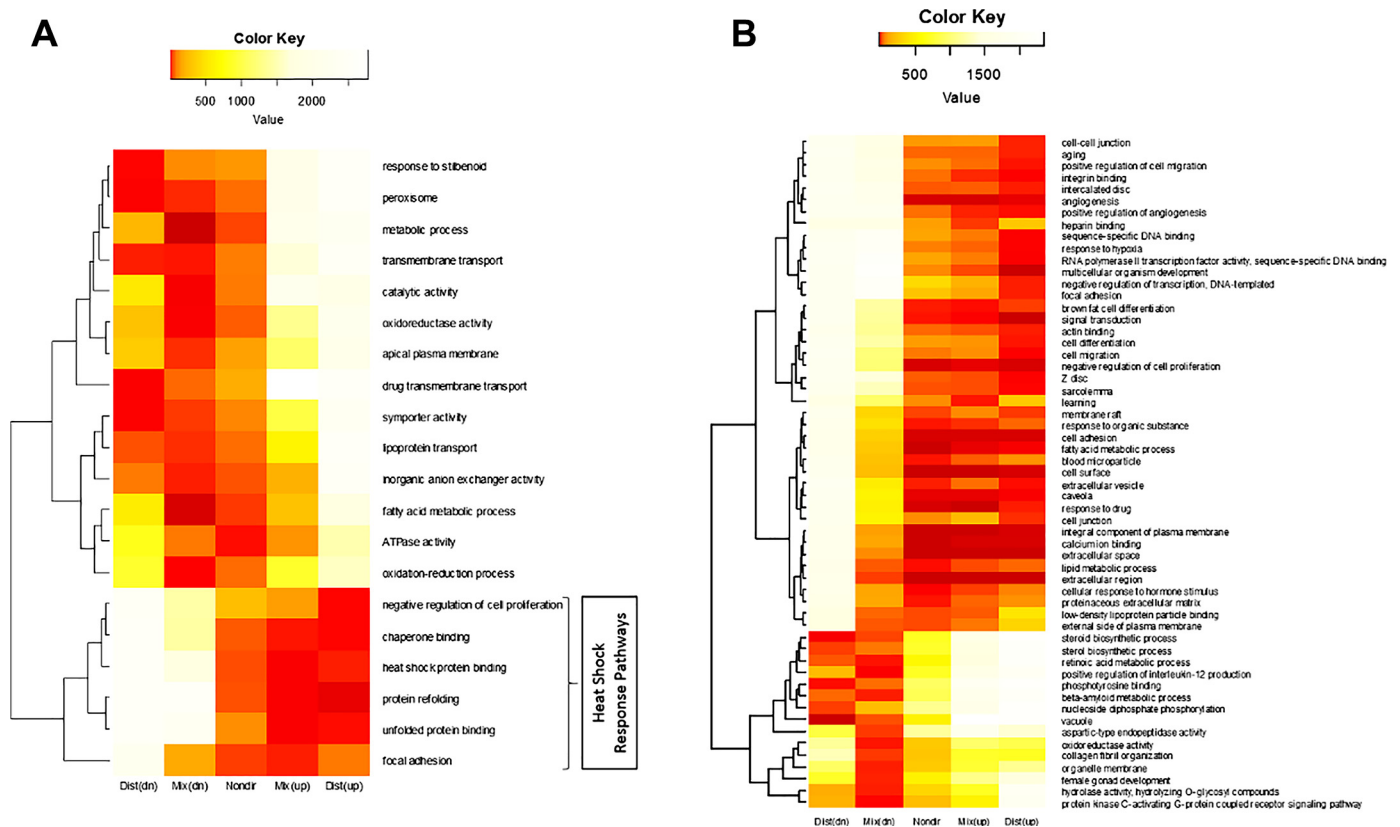 A
Color Key
500 1000 2000
Value
response to stilbenoid
peroxisome
metabolic process
transmembrane transport
catalytic activity
oxidoreductase activity
apical plasma membrane
drug transmembrane transport
symporter activity
lipoprotein transport
inorganic anion exchanger activity
fatty acid metabolic process
ATPase activity
oxidation-reduction process
negative regulation of cell proliferation
chaperone binding
heat shock protein binding
protein refolding
unfolded protein binding
focal adhesion
Heat Shock
Response Pathways
Dist(dn) Mix(dn) Nondir Mix(up) Dist(up)
B
Color Key
500 1500
Value
cell-cell junction
aging
positive regulation of cell migration
integrin binding
intercalated disc
angiogenesis
positive regulation of angiogenesis
heparin binding
sequence-specific DNA binding
response to hypoxia
RNA polymerase II transcription factor activity, sequence-specific DNA binding
multicellular organism development
negative regulation of transcription, DNA-templated
focal adhesion
brown fat cell differentiation
signal transduction
actin binding
cell differentiation
cell migration
negative regulation of cell proliferation
Z disc
sarcolemma
learning
membrane raft
response to organic substance
cell adhesion
fatty acid metabolic process
blood microparticle
cell surface
extracellular vesicle
caveola
response to drug
cell junction
integral component of plasma membrane
calcium ion binding
extracellular space
lipid metabolic process
extracellular region
cellular response to hormone stimulus
proteinaceous extracellular matrix
low-density lipoprotein particle binding
external side of plasma membrane
steroid biosynthetic process
sterol biosynthetic process
retinoic acid metabolic process
positive regulation of interleukin-12 production
phosphotyrosine binding
beta-amyloid metabolic process
nucleoside diphosphate phosphorylation
vacuole
aspartic-type endopeptidase activity
oxidoreductase activity
collagen fibril organization
organelle membrane
female gonad development
hydrolase activity, hydrolyzing O-glycosyl compounds
protein kinase C-activating G-protein coupled receptor signaling pathway
Dist(dn) Mix(dn) Nondir Mix(up) Dist(up)